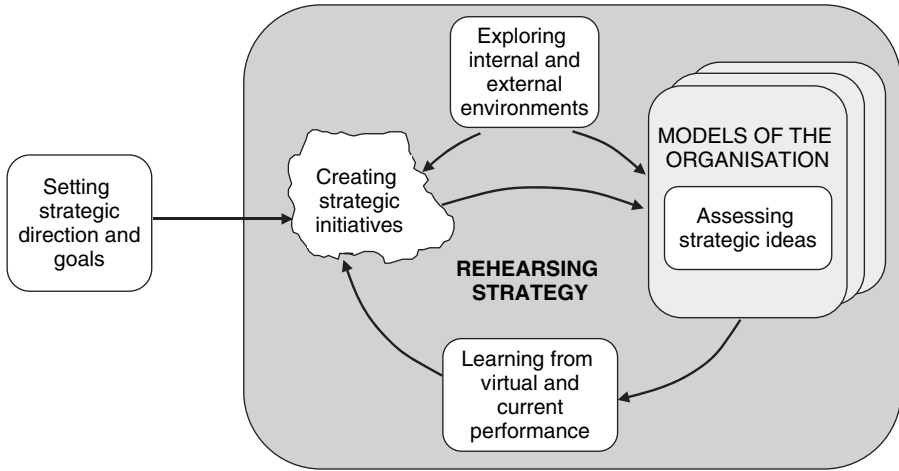 Exploring
internal and
external
environments
MODELS OF THE
ORGANISATION
Assessing
strategic ideas
Setting
strategic
direction and
goals
Creating
strategic
initiatives
REHEARSING
STRATEGY
Learning from
virtual and
current
performance